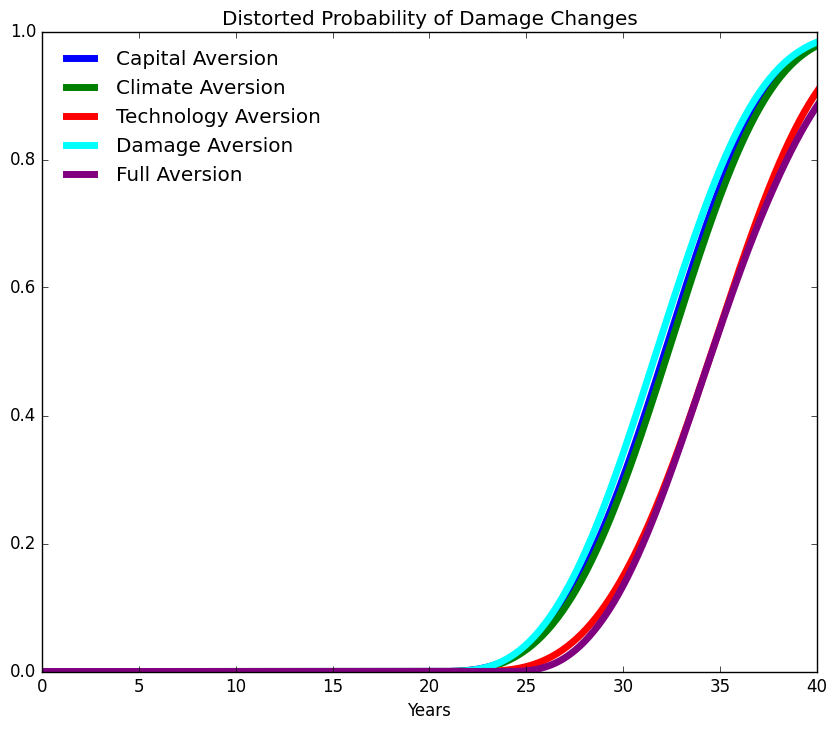 Distorted Probability of Damage Changes
1.0
Capital Aversion
Climate Aversion
Technology Aversion
Damage Aversion
Full Aversion
0.8
0.6
0.4
0.2
0.0
0 5 10 15 20 25 30 35 40
Years